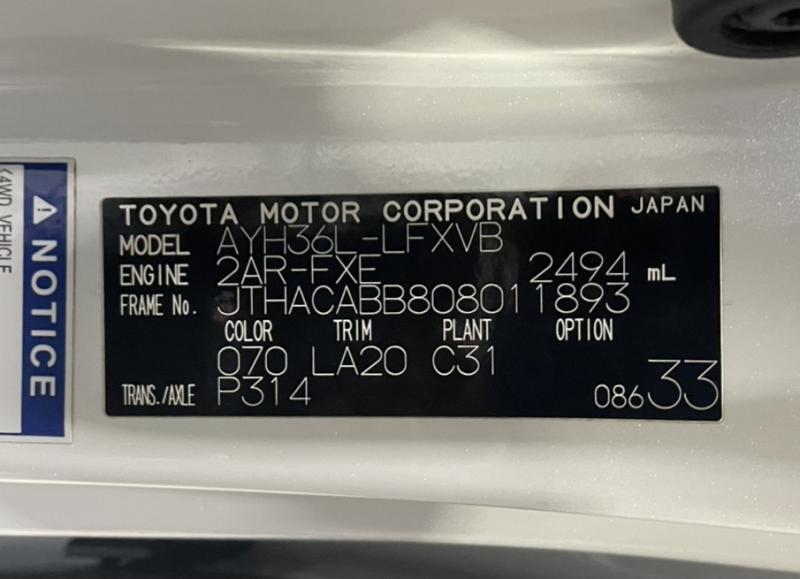 TOYOTA MOTOR CORPORATION JAPAN
MODEL AYH36L-LFXVB
ENGINE 2AR-FXE 2494 mL
FRAME No. JTHACABB808011893
COLOR TRIM PLANT OPTION
070 LA20 C31
TRANS./AXLE P314 08633
NOTICE
(4WD VEHICLE